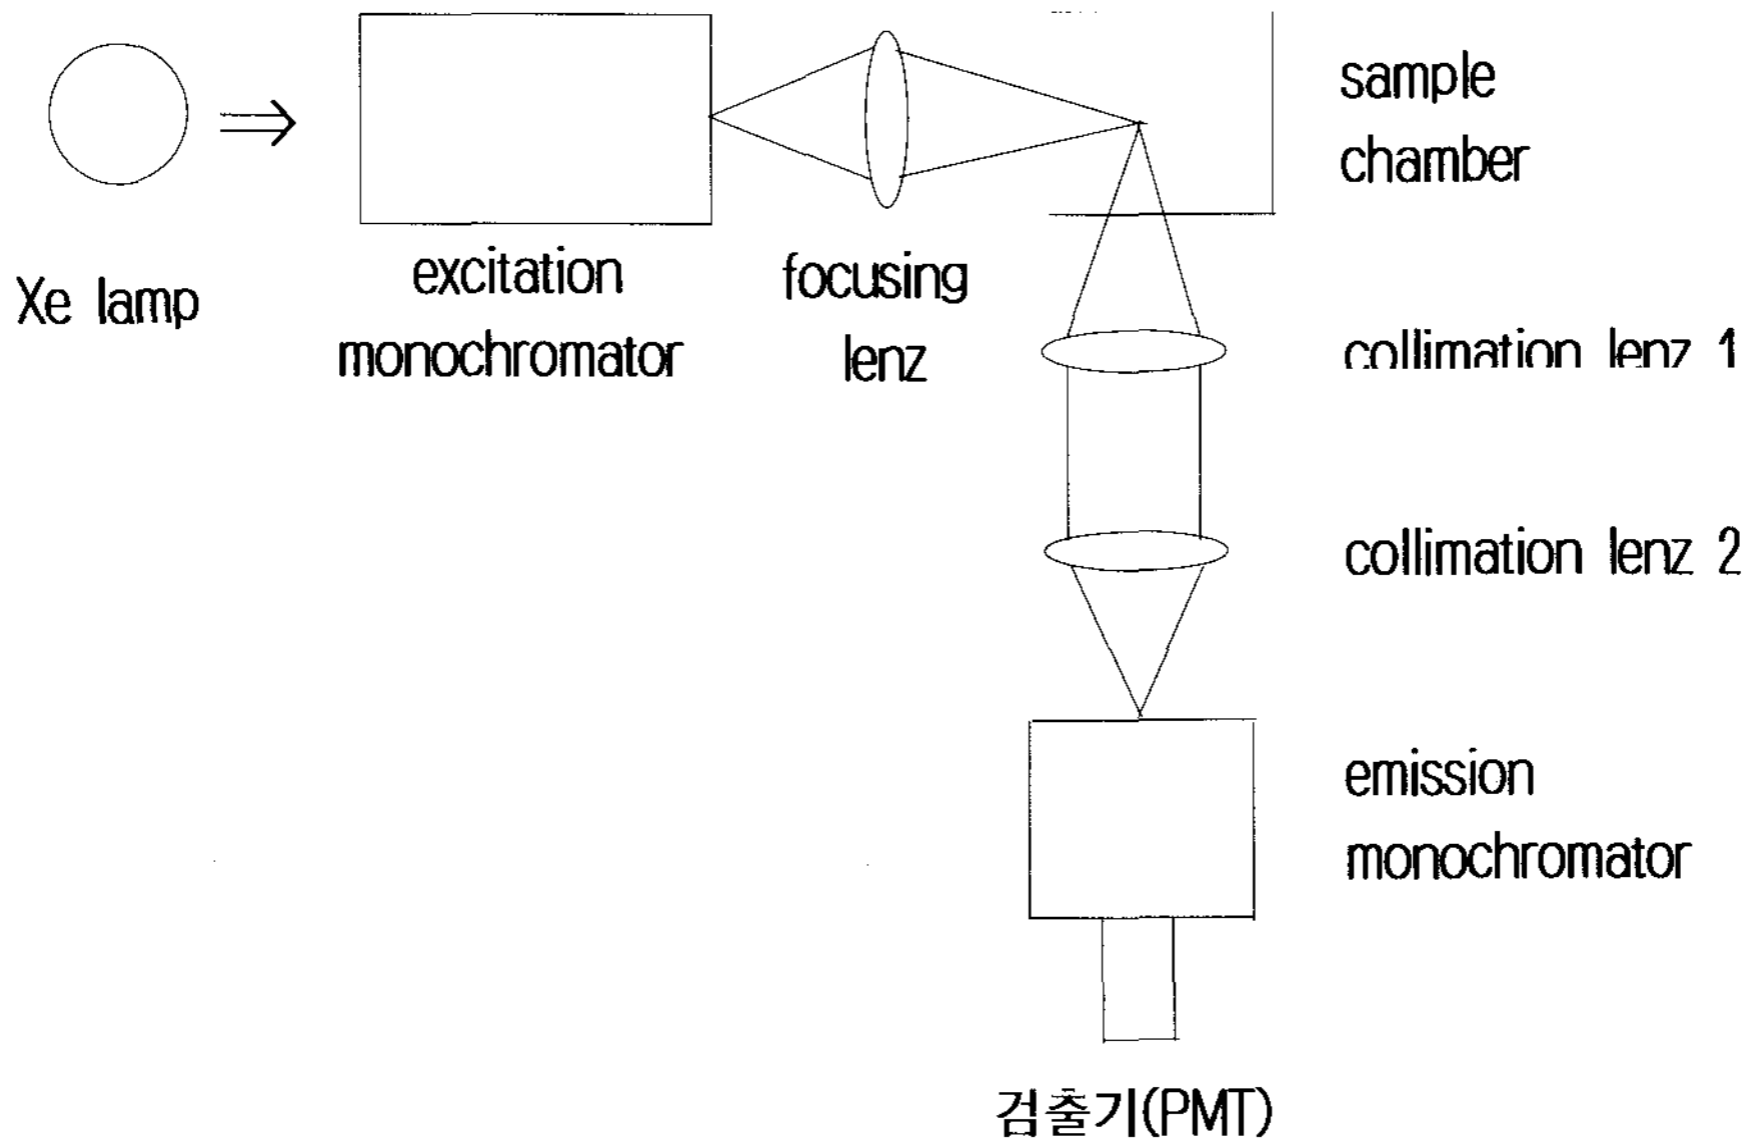 Xe lamp
excitation
monochromator
focusing
lenz
sample
chamber
collimation lenz 1
collimation lenz 2
emission
monochromator
검출기(PMT)